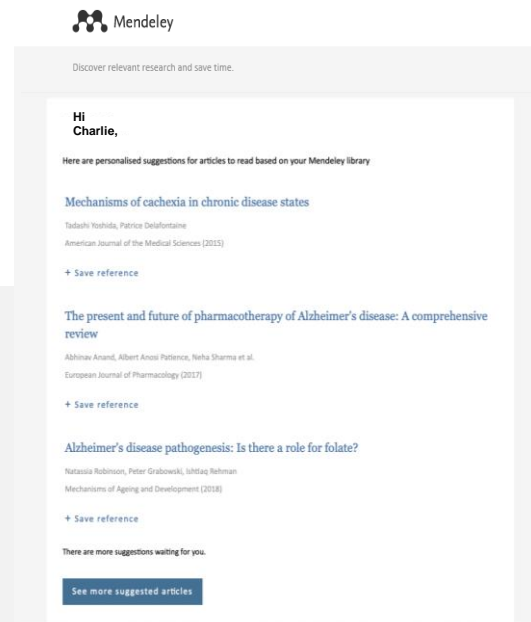 Mendeley
Discover relevant research and save time.
Hi
Charlie,
Here are personalised suggestions for articles to read based on your Mendeley library
Mechanisms of cachexia in chronic disease states
Tadashi Yoshida, Patrice Delafontaine
American Journal of the Medical Sciences (2015)
+ Save reference
The present and future of pharmacotherapy of Alzheimer's disease: A comprehensive
review
Abhinav Anand, Albert Anosi Patience, Neha Sharma et al.
European Journal of Pharmacology (2017)
+ Save reference
Alzheimer's disease pathogenesis: Is there a role for folate?
Natassia Robinson, Peter Grabowski, Ishtiaq Rehman
Mechanisms of Ageing and Development (2018)
+ Save reference
There are more suggestions waiting for you.
See more suggested articles